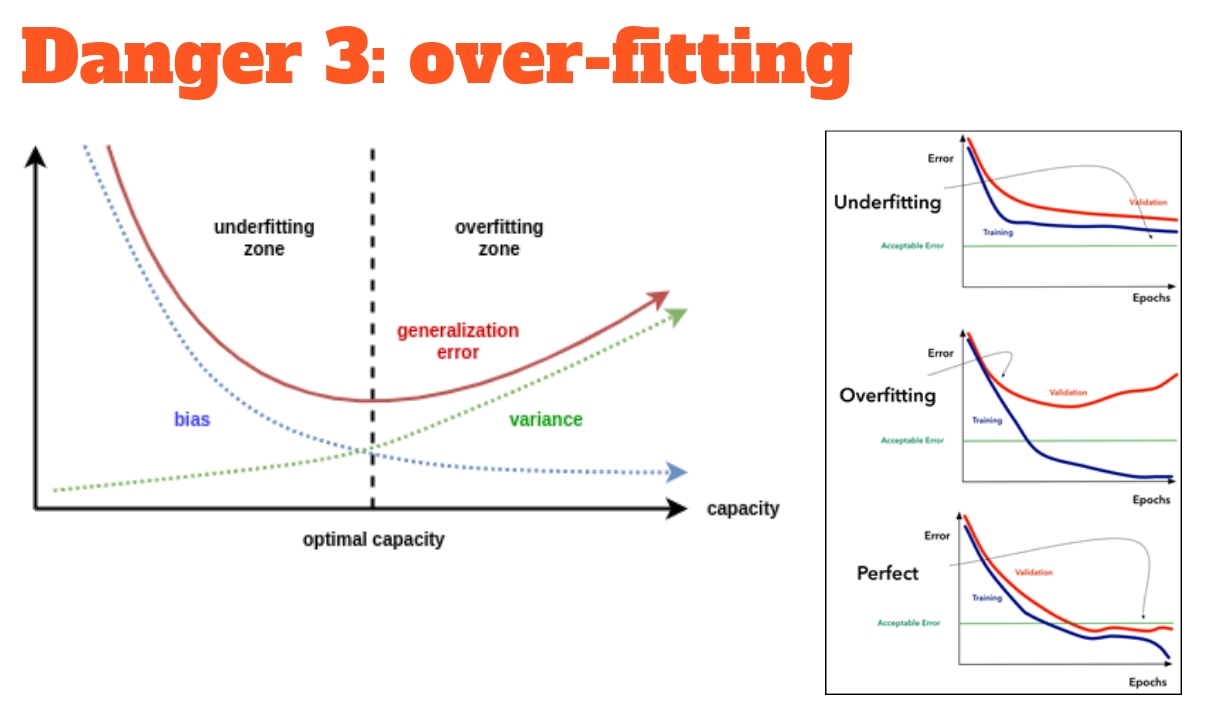 Danger 3: over-fitting
underfitting
zone
overfitting
zone
generalization
error
bias
variance
capacity
optimal capacity
Error
Underfitting
Validation
Training
Acceptable Error
Epochs
Error
Overfitting
Validation
Training
Acceptable Error
Epochs
Error
Perfect
Validation
Training
Acceptable Error
Epochs